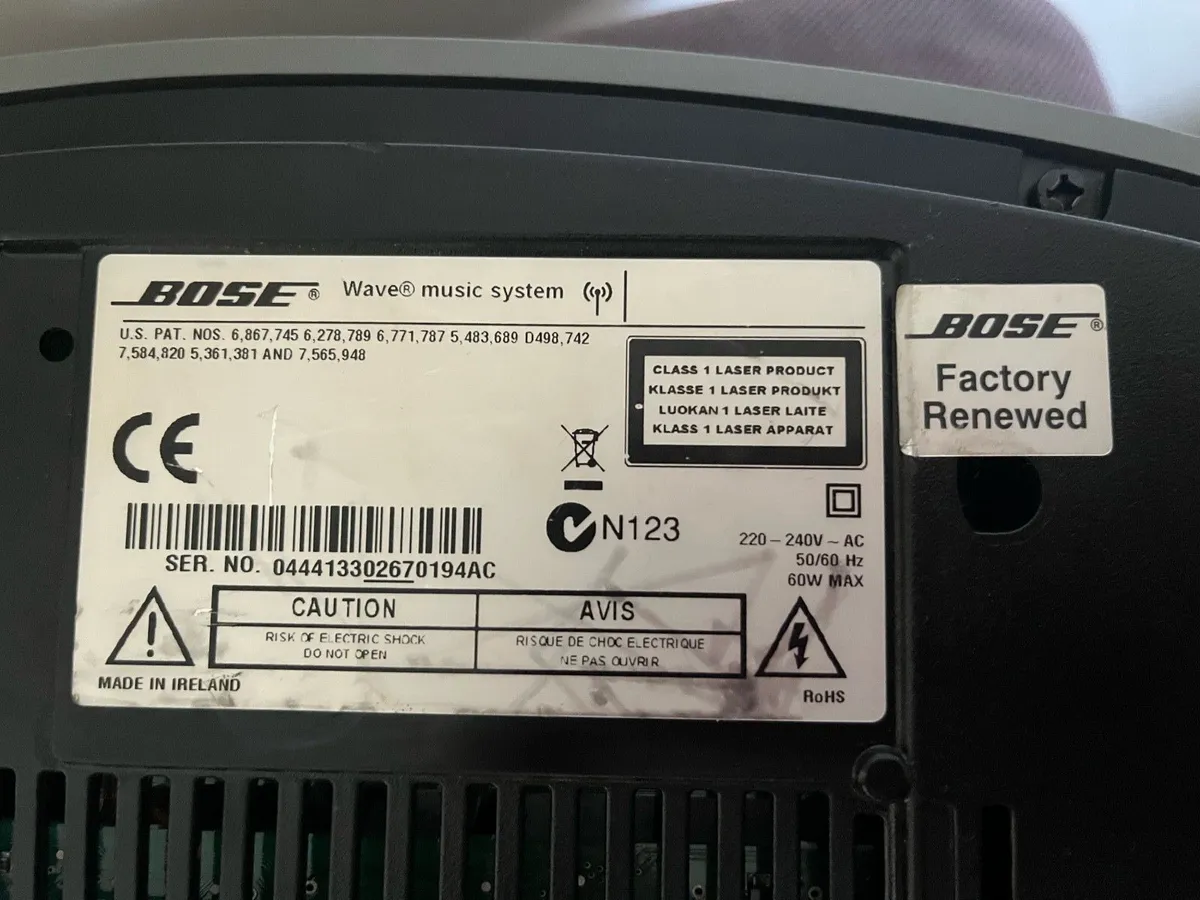 BOSE® Wave® music system
U.S. PAT. NOS. 6,867,745 6,278,789 6,771,787 5,483,689 D498,742
7,584,820 5,361,381 AND 7,565,948
CLASS 1 LASER PRODUCT
KLASSE 1 LASER PRODUKT
LUOKAN 1 LASER LAITE
KLASS 1 LASER APPARAT
CE
N123
220 – 240V ~ AC
50/60 Hz
60W MAX
SER. NO. 044413302670194AC
CAUTION
RISK OF ELECTRIC SHOCK
DO NOT OPEN
AVIS
RISQUE DE CHOC ELECTRIQUE
NE PAS OUVRIR
MADE IN IRELAND
RoHS
BOSE®
Factory
Renewed